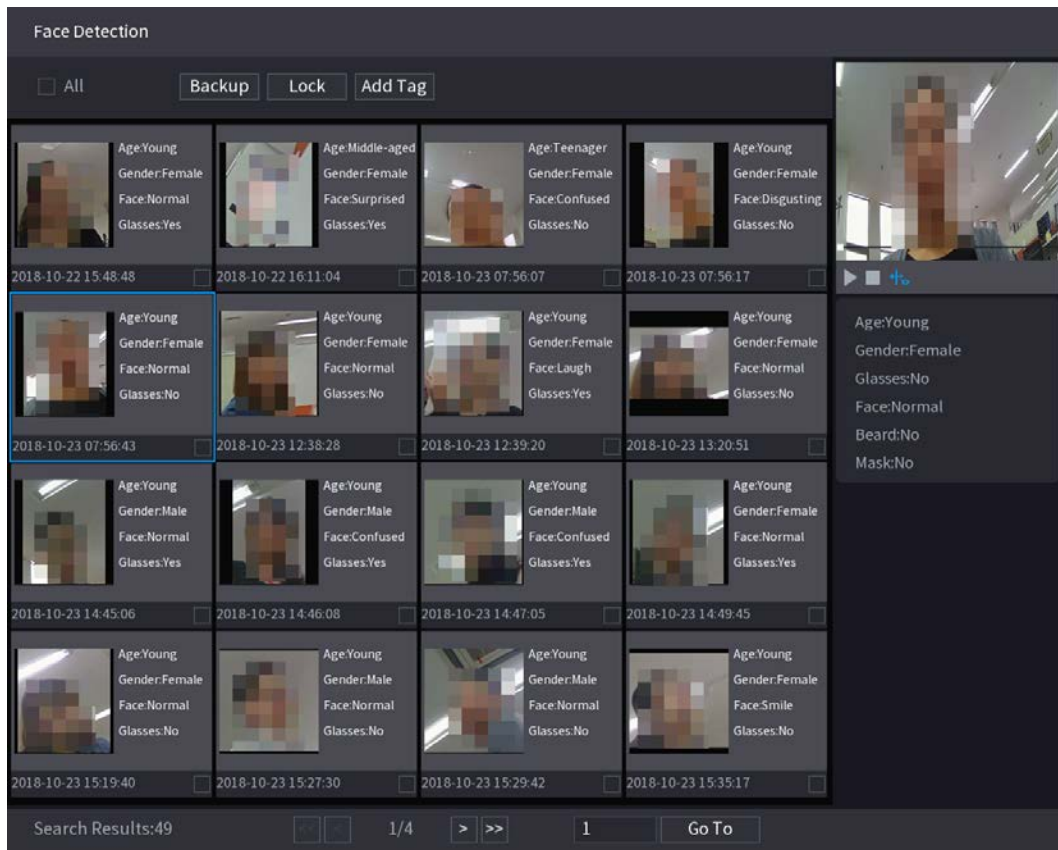 Face Detection
All
Backup
Lock
Add Tag
Age:Young
Gender:Female
Face:Normal
Glasses:Yes
2018-10-22 15:48:48
Age:Middle-aged
Gender:Female
Face:Surprised
Glasses:Yes
2018-10-22 16:11:04
Age:Teenager
Gender:Female
Face:Confused
Glasses:No
2018-10-23 07:56:07
Age:Young
Gender:Female
Face:Disgusting
Glasses:No
2018-10-23 07:56:17
Age:Young
Gender:Female
Face:Normal
Glasses:No
2018-10-23 07:56:43
Age:Young
Gender:Female
Face:Normal
Glasses:No
2018-10-23 12:38:28
Age:Young
Gender:Female
Face:Laugh
Glasses:Yes
2018-10-23 12:39:20
Age:Young
Gender:Female
Face:Normal
Glasses:No
2018-10-23 13:20:51
Age:Young
Gender:Male
Face:Normal
Glasses:Yes
2018-10-23 14:45:06
Age:Young
Gender:Male
Face:Confused
Glasses:Yes
2018-10-23 14:46:08
Age:Young
Gender:Male
Face:Confused
Glasses:Yes
2018-10-23 14:47:05
Age:Young
Gender:Female
Face:Normal
Glasses:Yes
2018-10-23 14:49:45
Age:Young
Gender:Female
Face:Normal
Glasses:No
2018-10-23 15:19:40
Age:Young
Gender:Male
Face:Normal
Glasses:No
2018-10-23 15:27:30
Age:Young
Gender:Male
Face:Normal
Glasses:No
2018-10-23 15:29:42
Age:Young
Gender:Female
Face:Smile
Glasses:No
2018-10-23 15:35:17
Age:Young
Gender:Female
Glasses:No
Face:Normal
Beard:No
Mask:No
Search Results:49
<< < 1/4 > >> 1 Go To